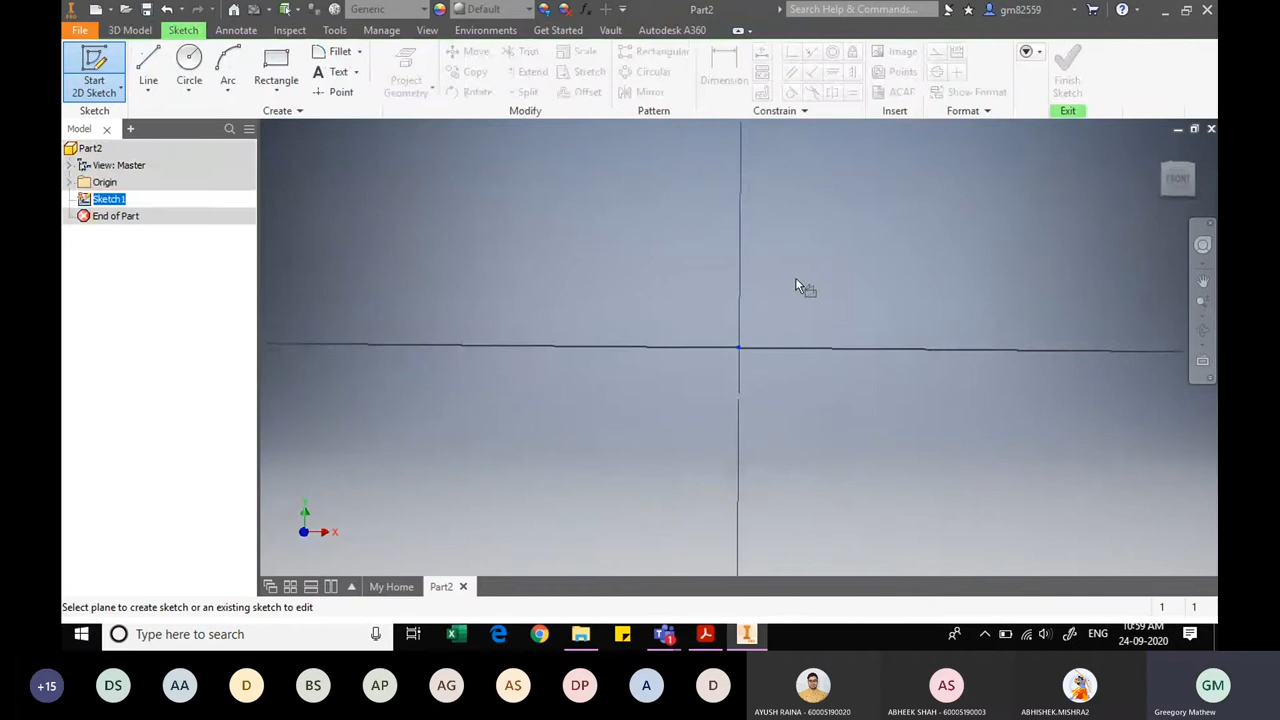 PRO
Generic
Default
Part2
Search Help & Commands...
gm82559
File
3D Model
Sketch
Annotate
Inspect
Tools
Manage
View
Environments
Get Started
Vault
Autodesk A360
Start
2D Sketch
Line
Circle
Arc
Rectangle
Fillet
Text
Point
Project
Geometry
Move
Copy
Rotate
Trim
Extend
Split
Scale
Stretch
Offset
Rectangular
Circular
Mirror
Dimension
Image
Points
ACAD
Show Format
Finish
Sketch
Sketch
Create
Modify
Pattern
Constrain
Insert
Format
Exit
Model
Part2
View: Master
Origin
Sketch1
End of Part
FRONT
Y
X
My Home
Part2
Select plane to create sketch or an existing sketch to edit
1
1
Type here to search
1
PRO
ENG
10:59 AM
24-09-2020
+15
DS
AA
D
BS
AP
AG
AS
DP
A
D
AYUSH RAINA - 60005190020
AS
ABHEEK SHAH - 60005190003
ABHISHEK.MISHRA2
GM
Greegory Mathew